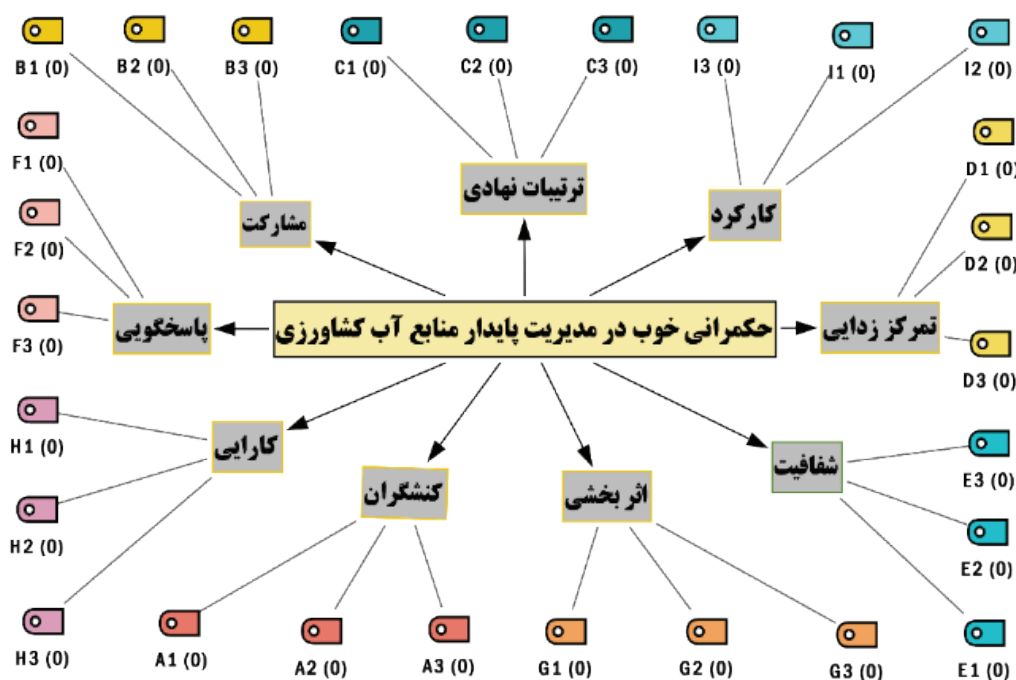 B1 (0)
B2 (0)
B3 (0)
C1 (0)
C2 (0)
C3 (0)
I3 (0)
I1 (0)
I2 (0)
F1 (0)
D1 (0)
ترتیبات نهادی
کارکرد
مشارکت
F2 (0)
D2 (0)
F3 (0)
پاسخگویی
حکمرانی خوب در مدیریت پایدار منابع آب کشاورزی
تمرکز زدایی
D3 (0)
H1 (0)
کارایی
شفافیت
E3 (0)
کنشگران
اثر بخشی
H2 (0)
E2 (0)
H3 (0)
A1 (0)
A2 (0)
A3 (0)
G1 (0)
G2 (0)
G3 (0)
E1 (0)